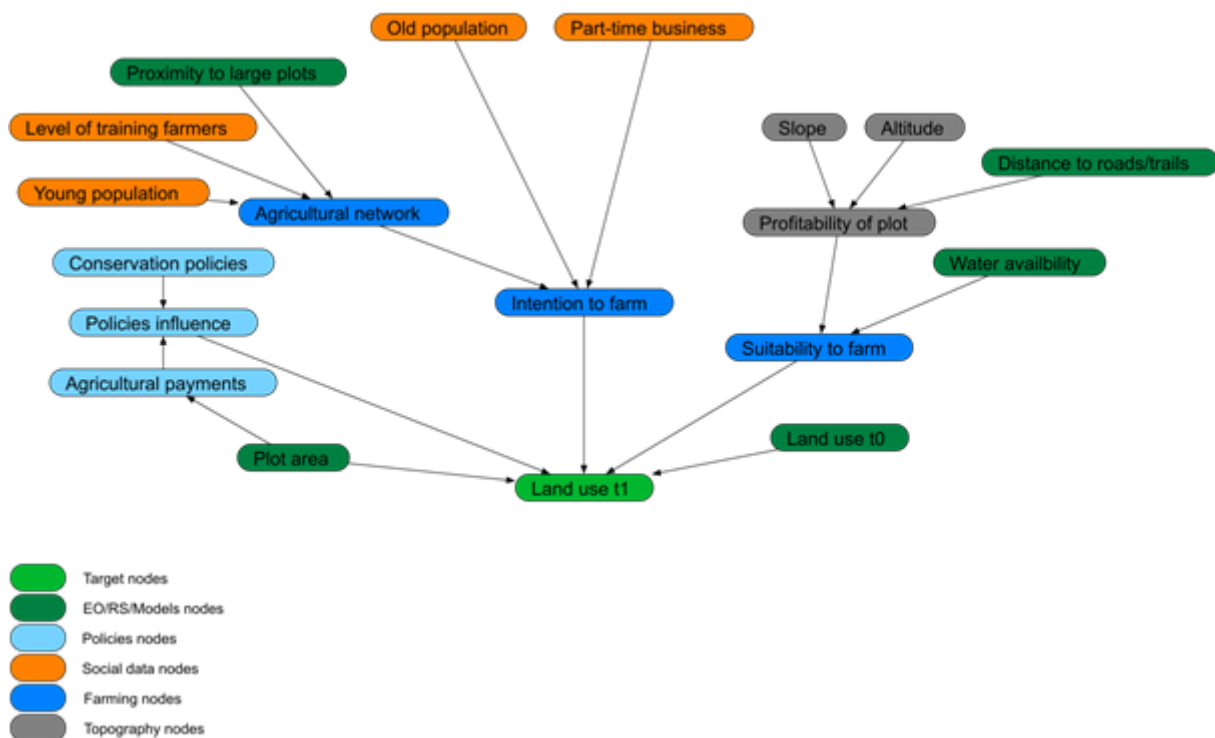 Old population
Part-time business
Proximity to large plots
Level of training farmers
Slope
Altitude
Distance to roads/trails
Young population
Agricultural network
Profitability of plot
Conservation policies
Water availbility
Intention to farm
Policies influence
Suitability to farm
Agricultural payments
Land use t0
Plot area
Land use t1
Target nodes
EO/RS/Models nodes
Policies nodes
Social data nodes
Farming nodes
Topography nodes